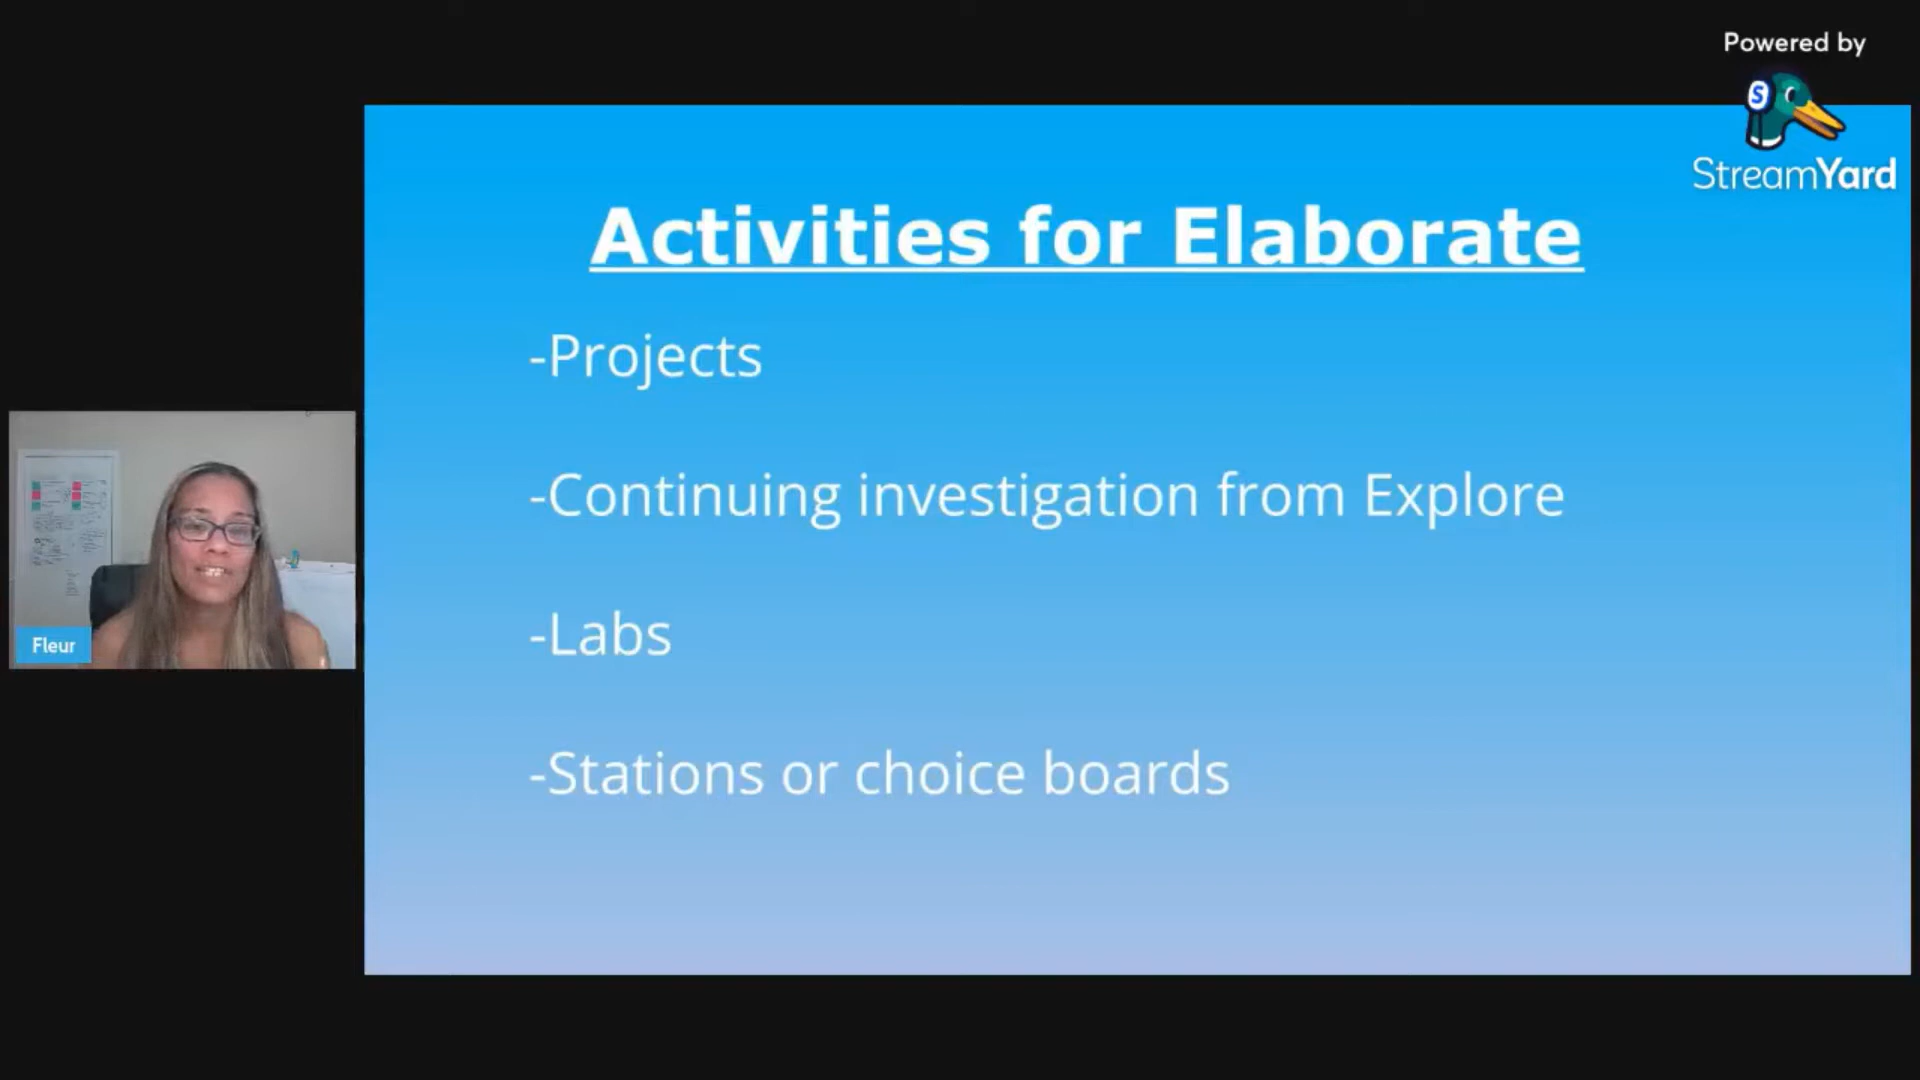 Powered by
S
StreamYard
Activities for Elaborate
-Projects
-Continuing investigation from Explore
-Labs
-Stations or choice boards
Fleur